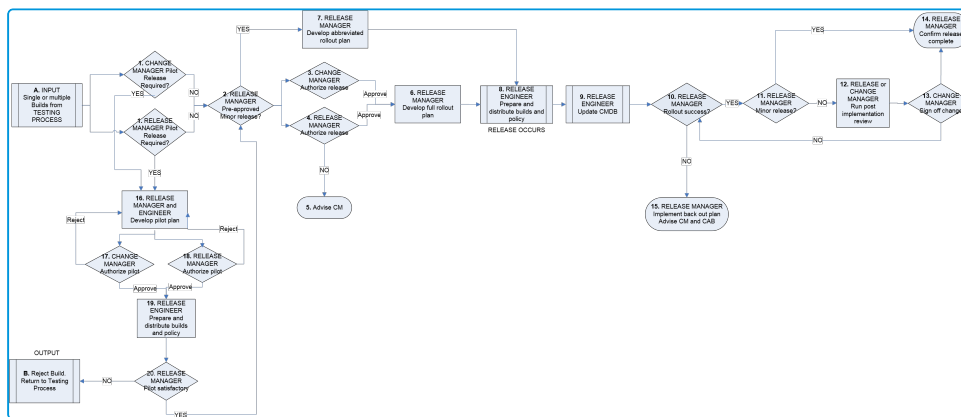 7. RELEASE
MANAGER
Develop abbreviated
rollout plan
14. RELEASE
MANAGER
Confirm release
complete
YES
YES
A. INPUT
Single or multiple
Builds from
TESTING
PROCESS
1. CHANGE
MANAGER Pilot
Release
Required?
YES
NO
1. RELEASE
MANAGER Pilot
Release
Required?
NO
YES
2. RELEASE
MANAGER
Pre-approved
Minor release?
3. CHANGE
MANAGER
Authorize release
Approve
4. RELEASE
MANAGER
Authorize release
Approve
NO
5. Advise CM
6. RELEASE
MANAGER
Develop full rollout
plan
8. RELEASE
ENGINEER
Prepare and
distribute builds and
policy
RELEASE OCCURS
9. RELEASE
ENGINEER
Update CMDB
10. RELEASE
MANAGER
Rollout success?
YES
11. RELEASE
MANAGER
Minor release?
NO
12. RELEASE or
CHANGE
MANAGER
Run post
implementation
review
13. CHANGE
MANAGER
Sign off change
NO
NO
15. RELEASE MANAGER
Implement back out plan
Advise CM and CAB
16. RELEASE
MANAGER
and ENGINEER
Develop pilot plan
Reject
Reject
17. CHANGE
MANAGER
Authorize pilot
18. RELEASE
MANAGER
Authorize pilot
Approve
Approve
19. RELEASE
ENGINEER
Prepare and
distribute builds
and policy
OUTPUT
B. Reject Build.
Return to Testing
Process
NO
20. RELEASE
MANAGER
Pilot satisfactory
YES